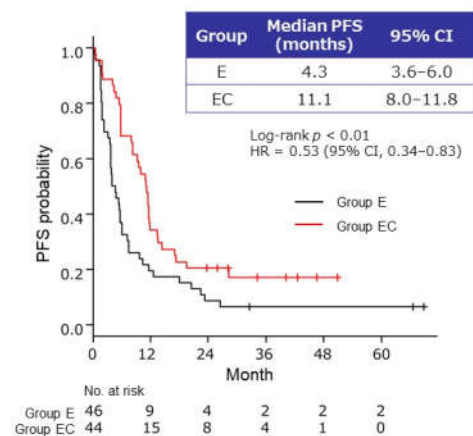 Group Median PFS (months) 95% CI
E 4.3 3.6–6.0
EC 11.1 8.0–11.8
Log-rank p < 0.01
HR = 0.53 (95% CI, 0.34–0.83)
Group E
Group EC
PFS probability
1.0
0.8
0.6
0.4
0.2
0.0
0 12 24 36 48 60
Month
No. at risk
Group E 46 9 4 2 2 2
Group EC 44 15 8 4 1 0